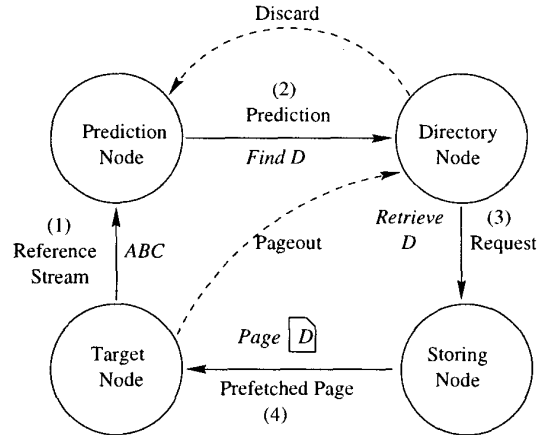 Discard
(2)
Prediction
Find D
Prediction
Node
Directory
Node
(1)
Reference
Stream
ABC
Pageout
Retrieve
D
(3)
Request
Page D
Prefetched Page
(4)
Target
Node
Storing
Node